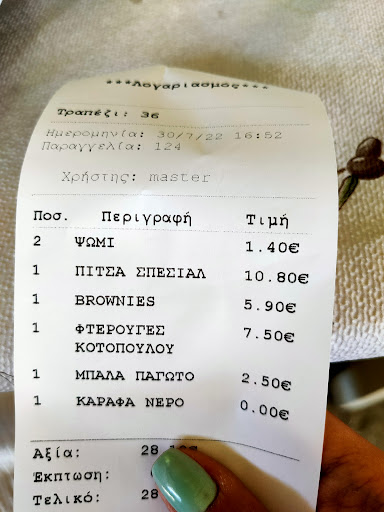 ***Λογαριασμός***
Τραπέζι: 36
Ημερομηνία: 30/7/22 16:52
Παραγγελία: 124
Χρήστης: master
Ποσ. Περιγραφή Τιμή
2 ΨΩΜΙ 1.40€
1 ΠΙΤΣΑ ΣΠΕΣΙΑΛ 10.80€
1 BROWNIES 5.90€
1 ΦΤΕΡΟΥΓΕΣ 7.50€
ΚΟΤΟΠΟΥΛΟΥ
1 ΜΠΑΛΑ ΠΑΓΩΤΟ 2.50€
1 ΚΑΡΑΦΑ ΝΕΡΟ 0.00€
Αξία: 28
Έκπτωση:
Τελικό: 28